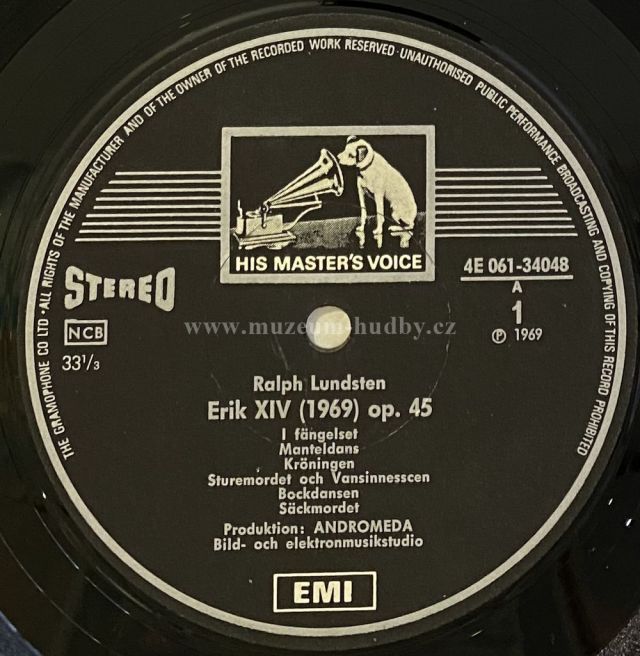 THE GRAMOPHONE CO LTD · ALL RIGHTS OF THE MANUFACTURER AND OF THE OWNER OF THE RECORDED WORK RESERVED · UNAUTHORISED PUBLIC PERFORMANCE BROADCASTING AND COPYING OF THIS RECORD PROHIBITED
HIS MASTER'S VOICE
STEREO
NCB
33⅓
4E 061-34048
A
1
℗ 1969
www.muzeum-hudby.cz
Ralph Lundsten
Erik XIV (1969) op. 45
I fängelset
Manteldans
Kröningen
Sturemordet och Vansinnesscen
Bockdansen
Säckmordet
Produktion: ANDROMEDA
Bild- och elektronmusikstudio
EMI